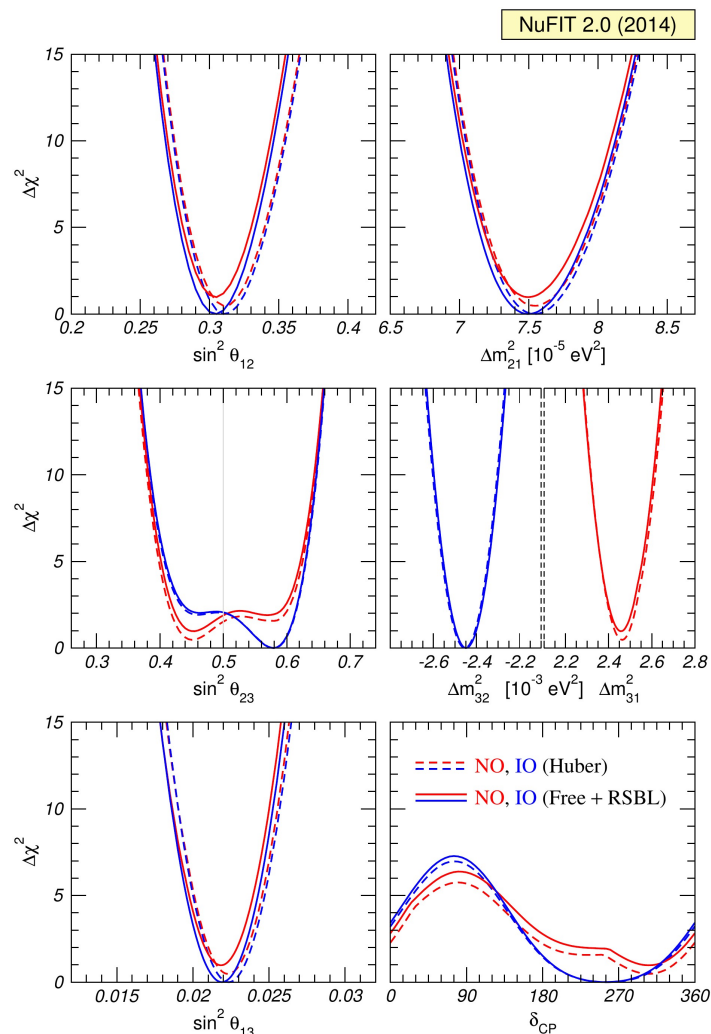 NuFIT 2.0 (2014)
15
10
5
0
Δχ²
0.2 0.25 0.3 0.35 0.4
sin² θ₁₂
6.5 7 7.5 8 8.5
Δm²₂₁ [10⁻⁵ eV²]
15
10
5
0
Δχ²
0.3 0.4 0.5 0.6 0.7
sin² θ₂₃
-2.6 -2.4 -2.2 2.2 2.4 2.6 2.8
Δm²₃₂ [10⁻³ eV²] Δm²₃₁
15
10
5
0
Δχ²
0.015 0.02 0.025 0.03
sin² θ₁₃
NO, IO (Huber)
NO, IO (Free + RSBL)
0 90 180 270 360
δ_CP